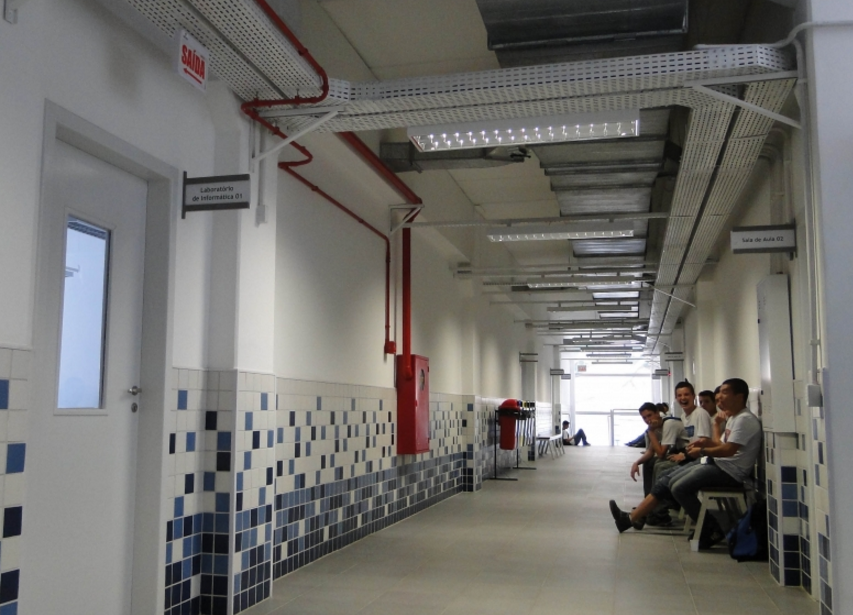 SAÍDA
Laboratório
de informática 01
Sala de Aula 01